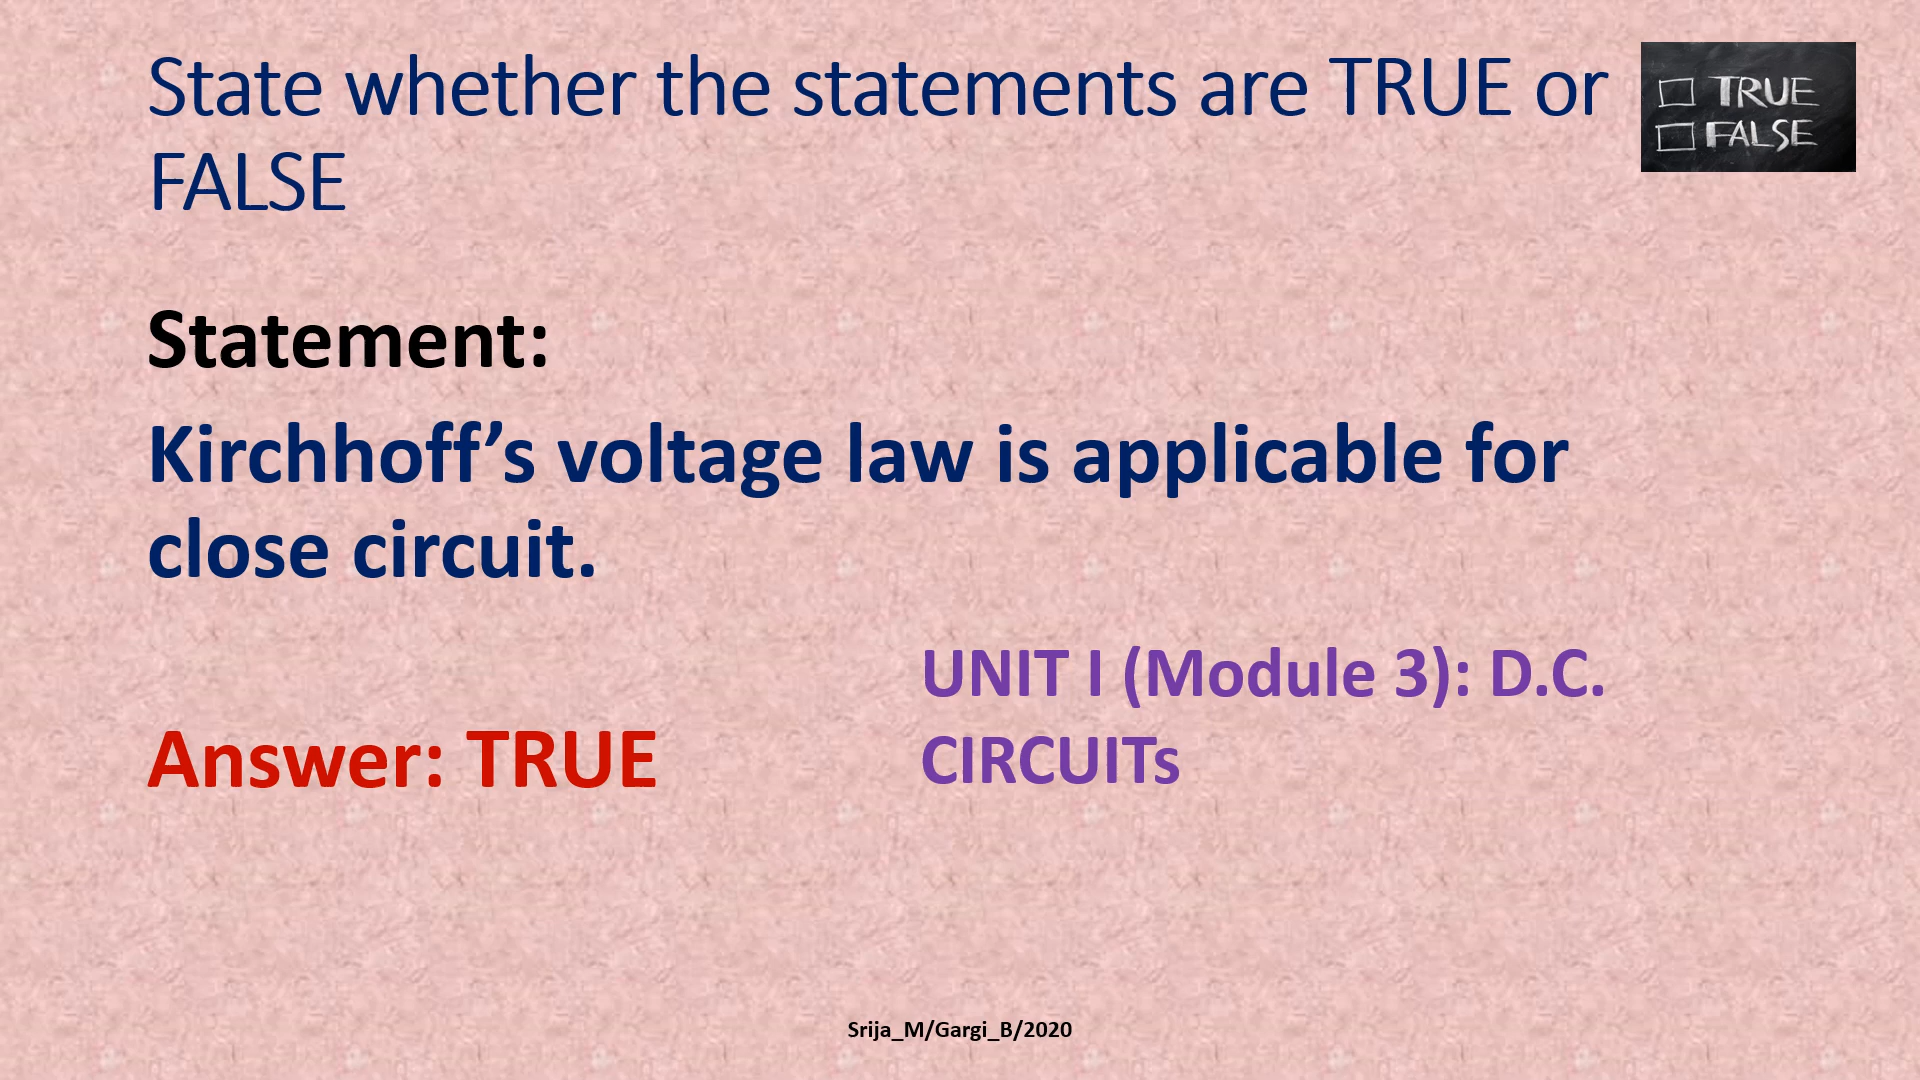 State whether the statements are TRUE or
FALSE
TRUE
FALSE
Statement:
Kirchhoff’s voltage law is applicable for
close circuit.
UNIT I (Module 3): D.C.
CIRCUITs
Answer: TRUE
Srija_M/Gargi_B/2020